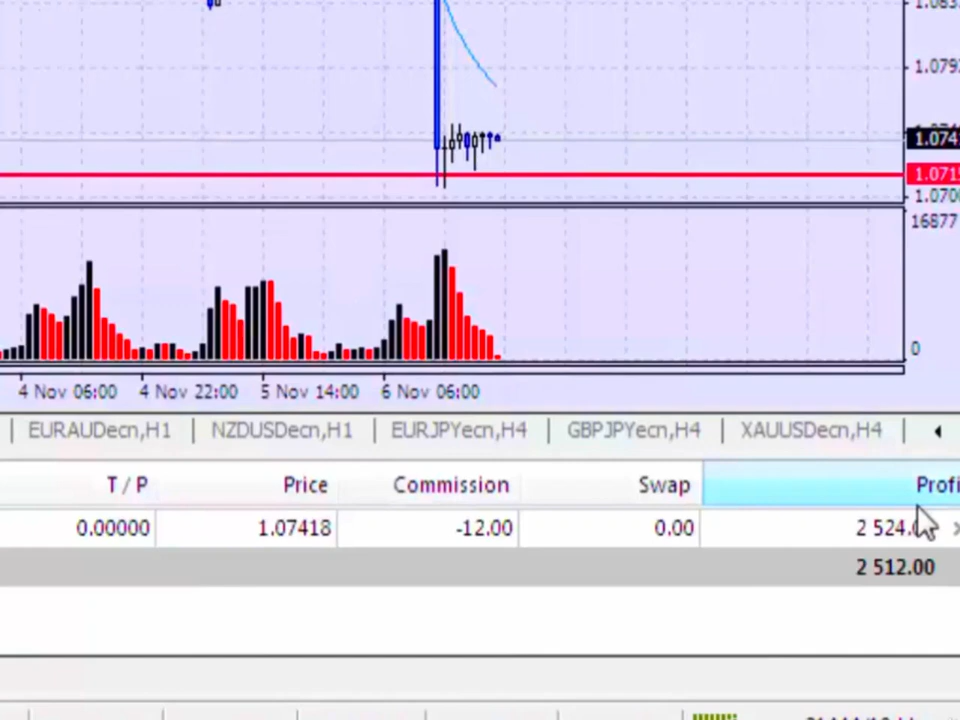 1.0792
1.074
1.0715
1.0700
16877
0
4 Nov 06:00 4 Nov 22:00 5 Nov 14:00 6 Nov 06:00
EURAUDecn,H1 NZDUSDecn,H1 EURJPYecn,H4 GBPJPYecn,H4 XAUUSDecn,H4
T / P Price Commission Swap Profi
0.00000 1.07418 -12.00 0.00 2 524.
2 512.00